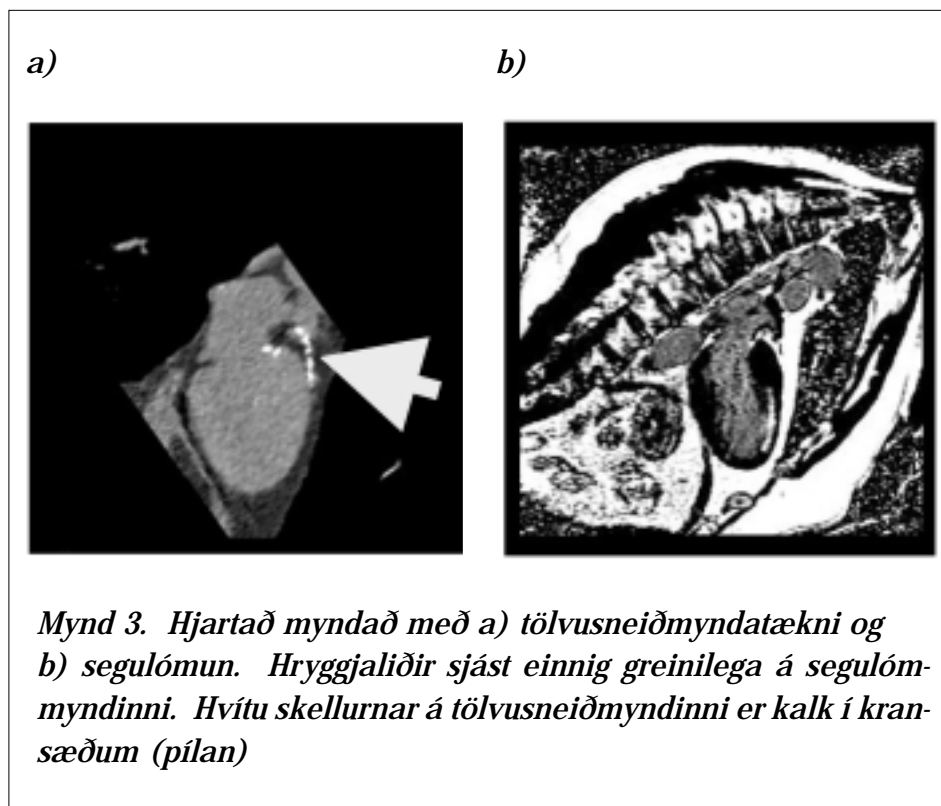 a)
b)
Mynd 3. Hjartað myndað með a) tölvusneiðmyndatækni og
b) segulómun. Hryggjaliðir sjást einnig greinilega á segulóm-
myndinni. Hvítu skellurnar á tölvusneiðmyndinni er kalk í kran-
sæðum (pílan)